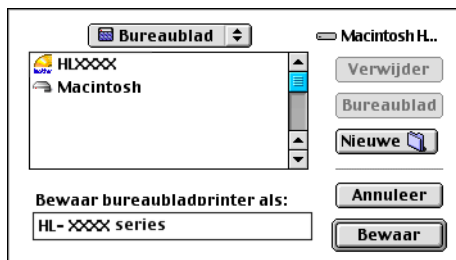 Bureaublad
Macintosh H...
HLXXXX
Macintosh
Verwijder
Bureaublad
Nieuwe
Bewaar bureaubladprinter als:
HL- XXXX series
Annuleer
Bewaar